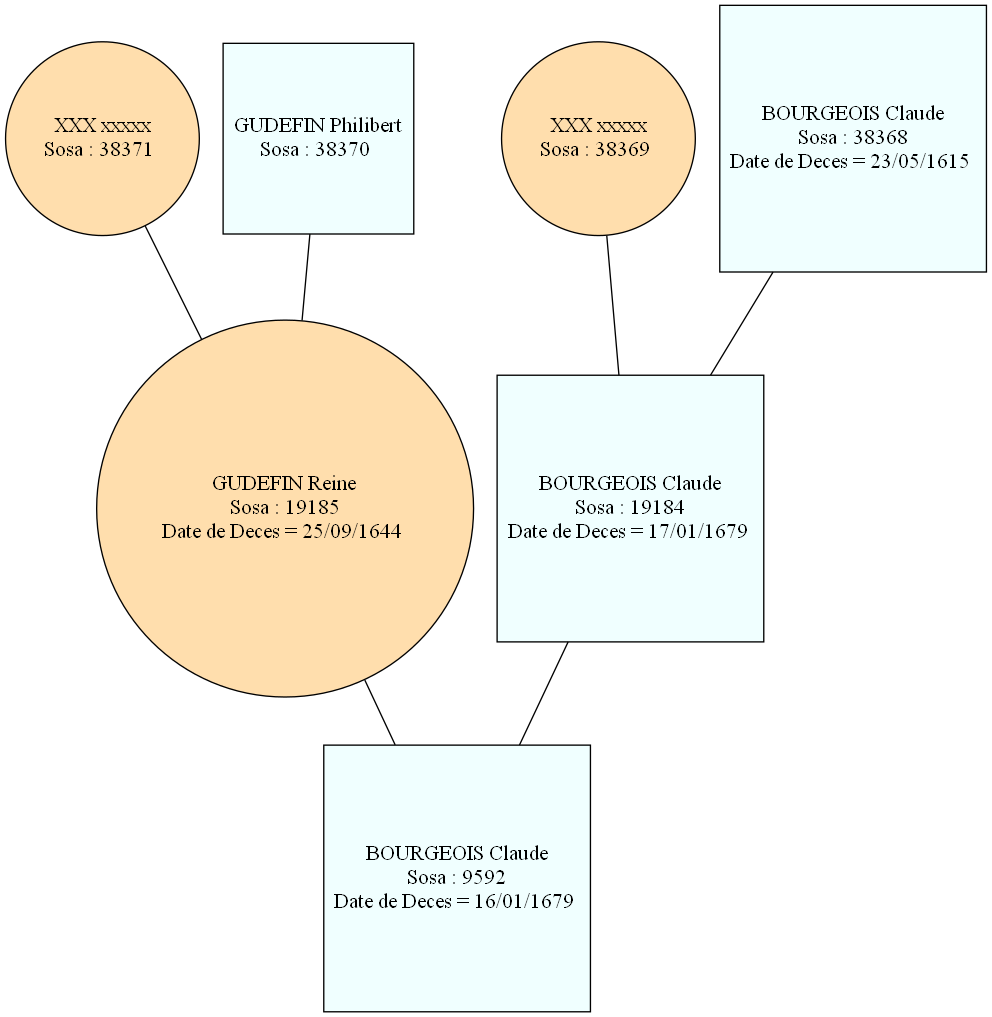 XXX xxxxx
Sosa : 38371
GUDEFIN Philibert
Sosa : 38370
XXX xxxxx
Sosa : 38369
BOURGEOIS Claude
Sosa : 38368
Date de Deces = 23/05/1615
GUDEFIN Reine
Sosa : 19185
Date de Deces = 25/09/1644
BOURGEOIS Claude
Sosa : 19184
Date de Deces = 17/01/1679
BOURGEOIS Claude
Sosa : 9592
Date de Deces = 16/01/1679